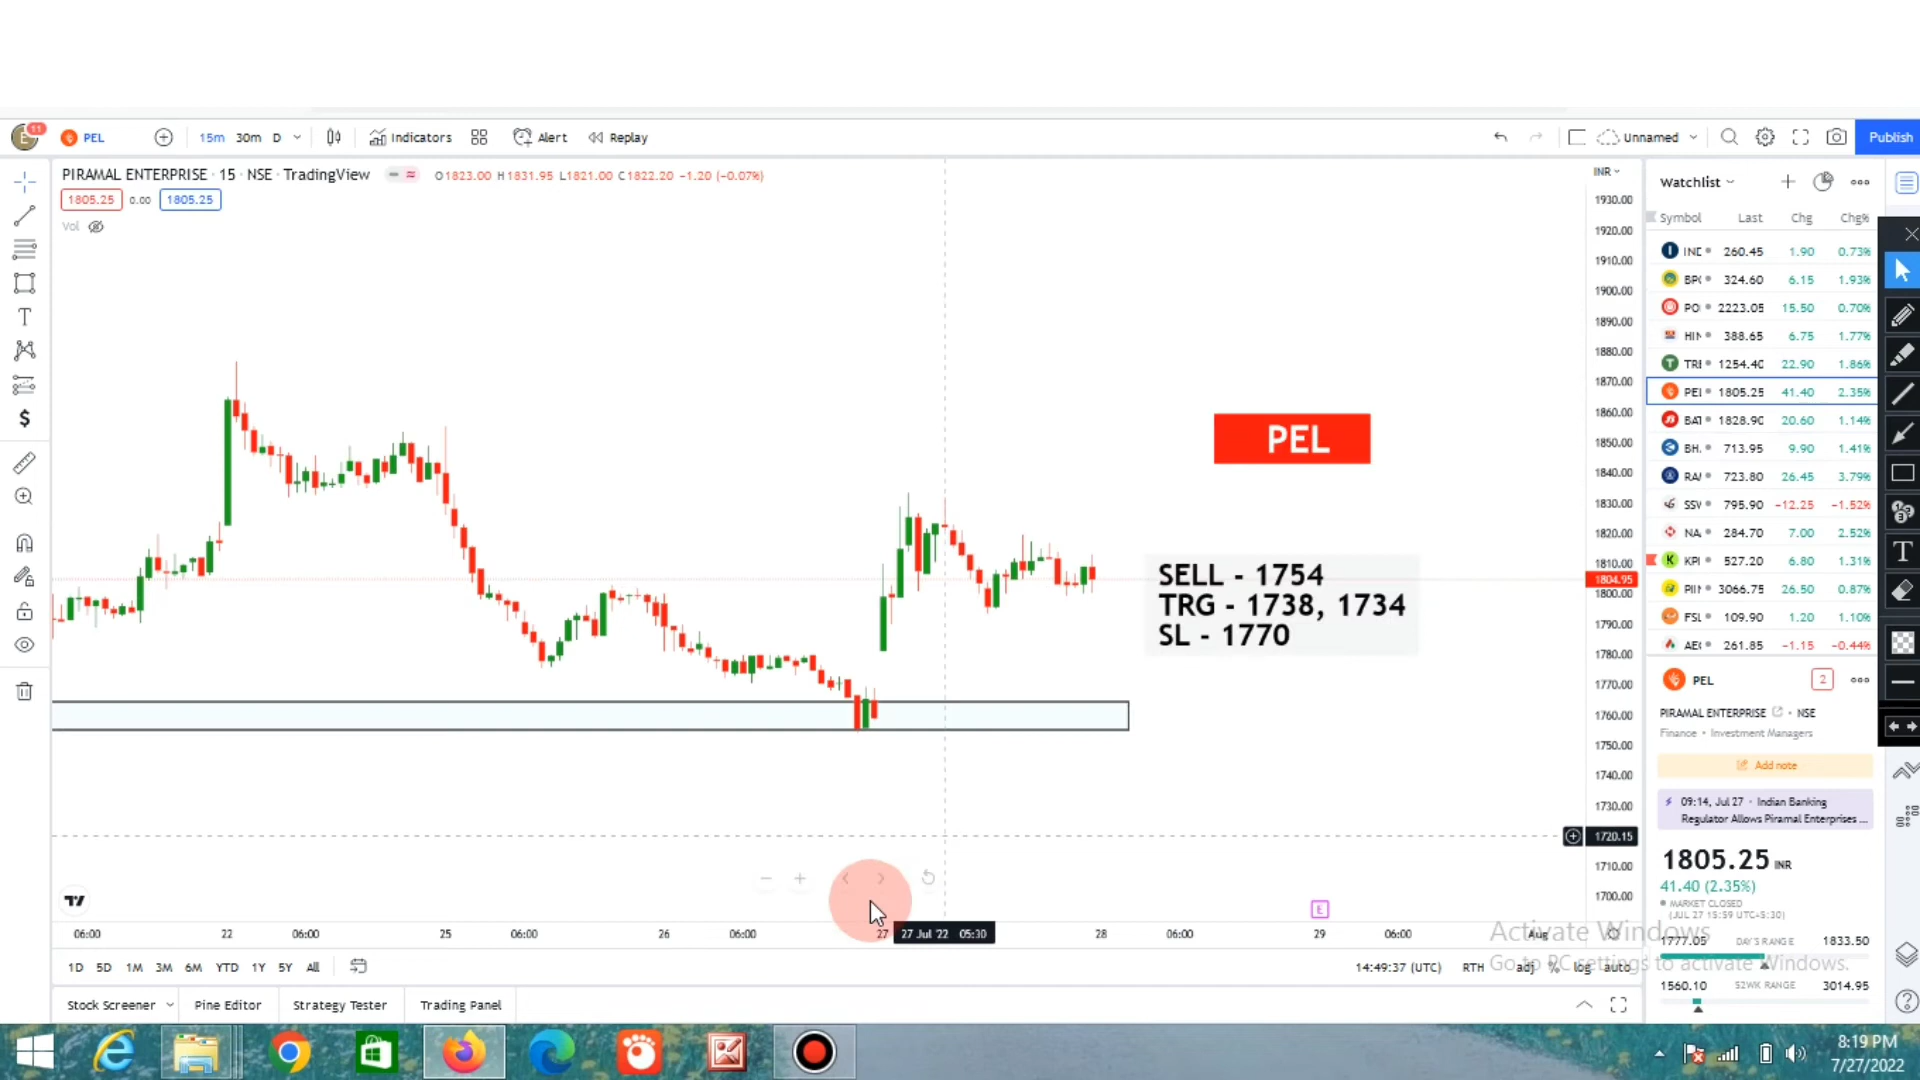 11
PEL
15m 30m D
Indicators
Alert
Replay
Unnamed
Publish
PIRAMAL ENTERPRISE · 15 · NSE · TradingView
O1823.00 H1831.95 L1821.00 C1822.20 −1.20 (−0.07%)
INR
1805.25 0.00 1805.25
Vol
1930.00
1920.00
1910.00
1900.00
1890.00
1880.00
1870.00
1860.00
1850.00
1840.00
1830.00
1820.00
1810.00
1804.95
1800.00
1790.00
1780.00
1770.00
1760.00
1750.00
1740.00
1730.00
1720.15
1710.00
1700.00
PEL
SELL - 1754
TRG - 1738, 1734
SL - 1770
E
06:00 22 06:00 25 06:00 26 06:00 27 27 Jul '22 05:30 28 06:00 29 06:00 Aug
1D 5D 1M 3M 6M YTD 1Y 5Y All
14:49:37 (UTC) RTH adj % log auto
Stock Screener Pine Editor Strategy Tester Trading Panel
Watchlist
Symbol Last Chg Chg%
INE 260.45 1.90 0.73%
BPC 324.60 6.15 1.93%
PO 2223.05 15.50 0.70%
HIN 388.65 6.75 1.77%
TRE 1254.40 22.90 1.86%
PEL 1805.25 41.40 2.35%
BAT 1828.90 20.60 1.14%
BH. 713.95 9.90 1.41%
RA 723.80 26.45 3.79%
SSV 795.90 −12.25 −1.52%
NA 284.70 7.00 2.52%
KPI 527.20 6.80 1.31%
PII 3066.75 26.50 0.87%
FSL 109.90 1.20 1.10%
AE 261.85 −1.15 −0.44%
PEL 2
PIRAMAL ENTERPRISE · NSE
Finance · Investment Managers
Add note
09:14, Jul 27 · Indian Banking
Regulator Allows Piramal Enterprises ...
1805.25 INR
41.40 (2.35%)
MARKET CLOSED
(JUL 27 15:59 UTC+5:30)
1777.05 DAY'S RANGE 1833.50
1560.10 52WK RANGE 3014.95
Activate Windows
Go to PC settings to activate Windows.
8:19 PM
7/27/2022